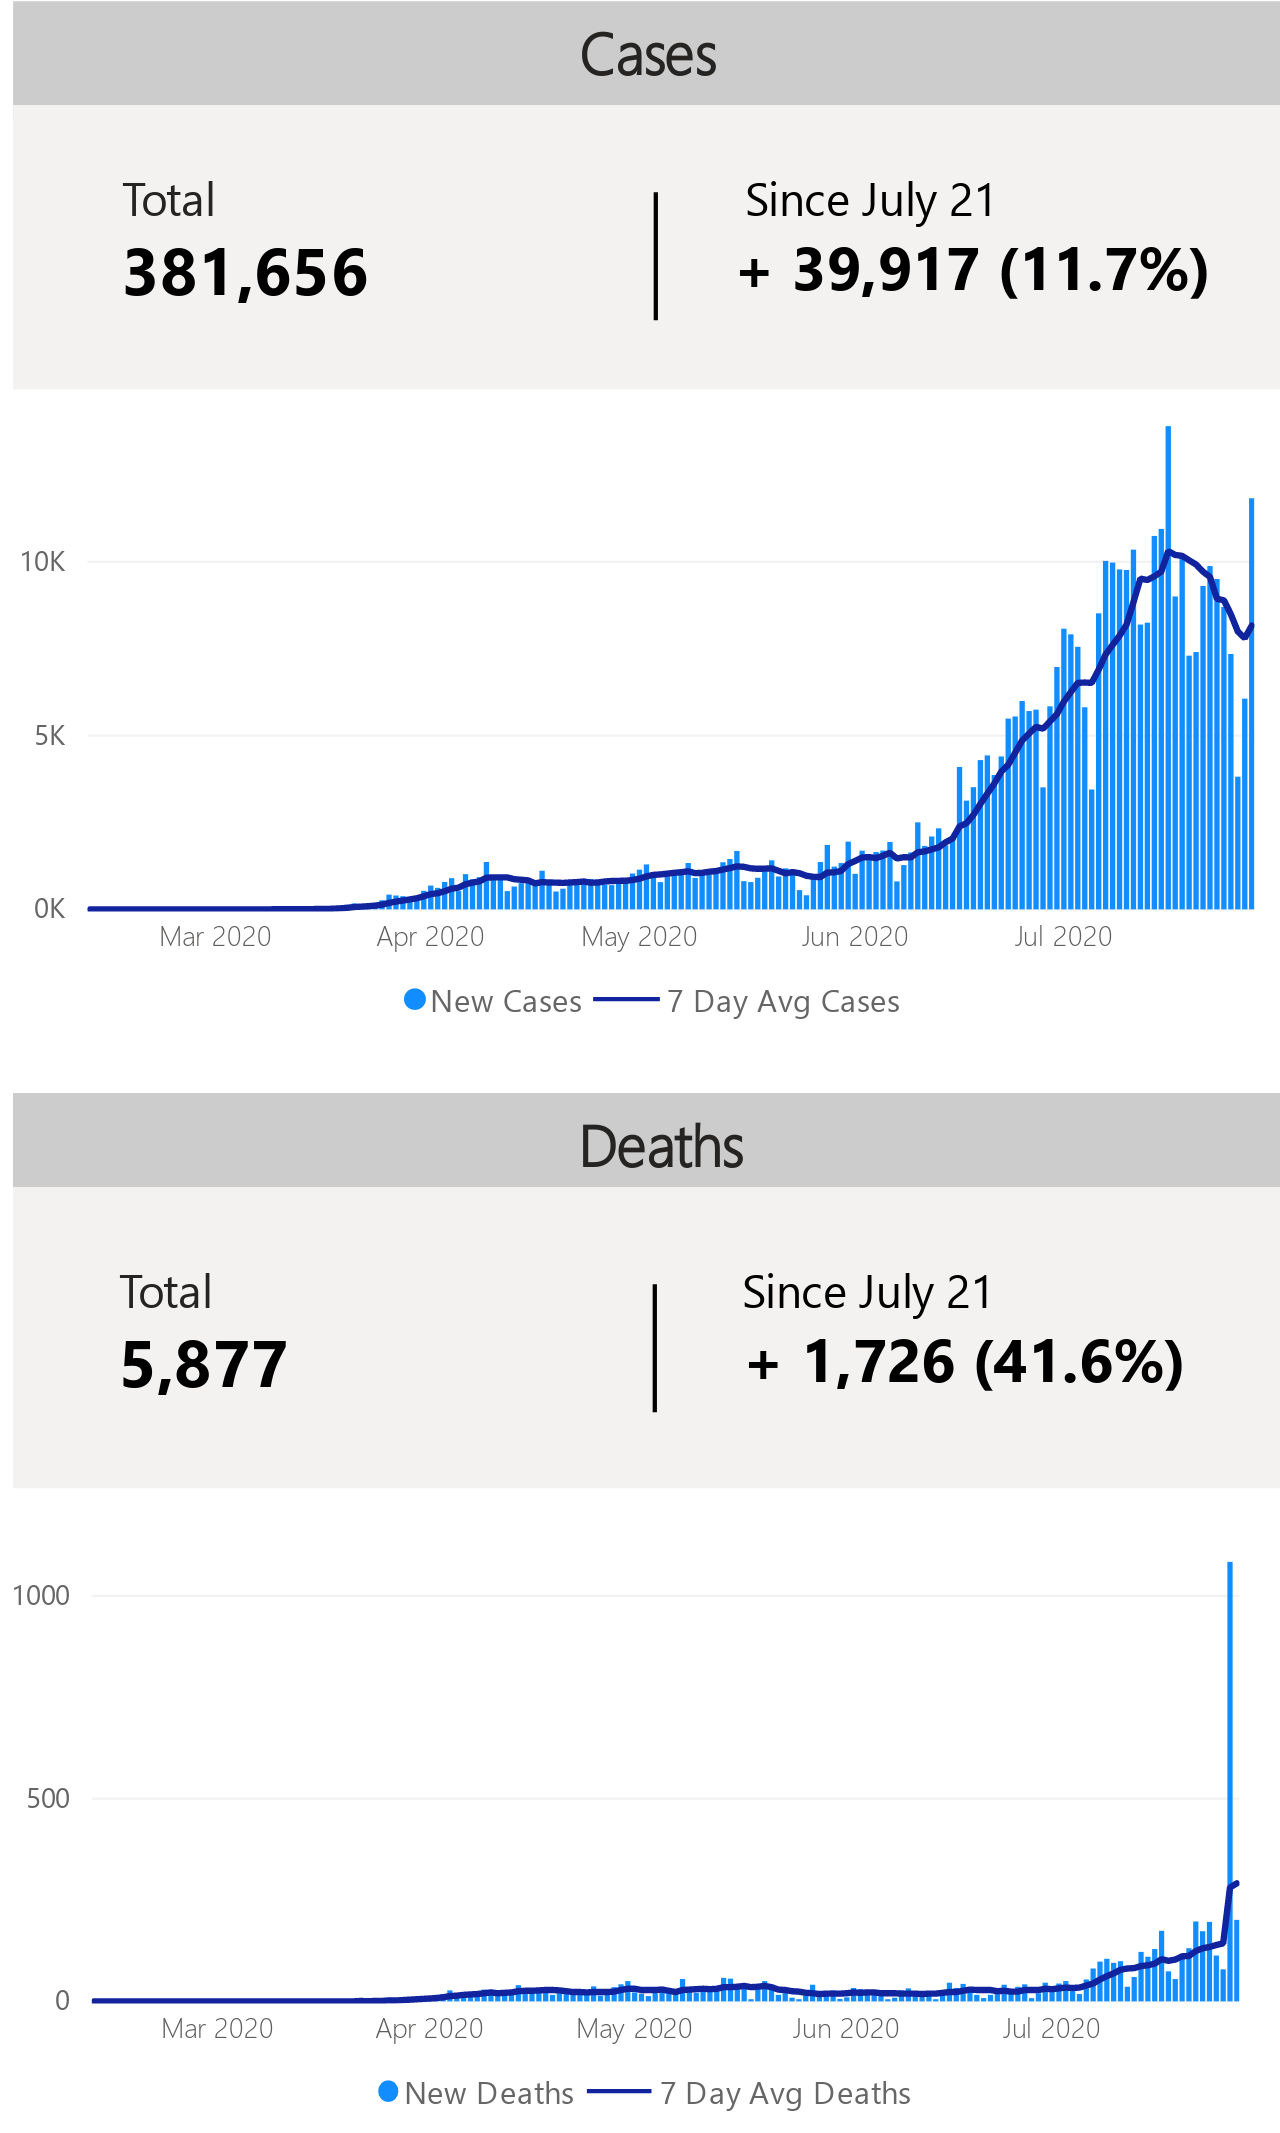 Cases
Total
Since July 21
381,656
+ 39,917 (11.7%)
10K
5K
0K
Mar 2020 Apr 2020 May 2020 Jun 2020 Jul 2020
New Cases 7 Day Avg Cases
Deaths
Total
Since July 21
5,877
+ 1,726 (41.6%)
1000
500
0
Mar 2020 Apr 2020 May 2020 Jun 2020 Jul 2020
New Deaths 7 Day Avg Deaths